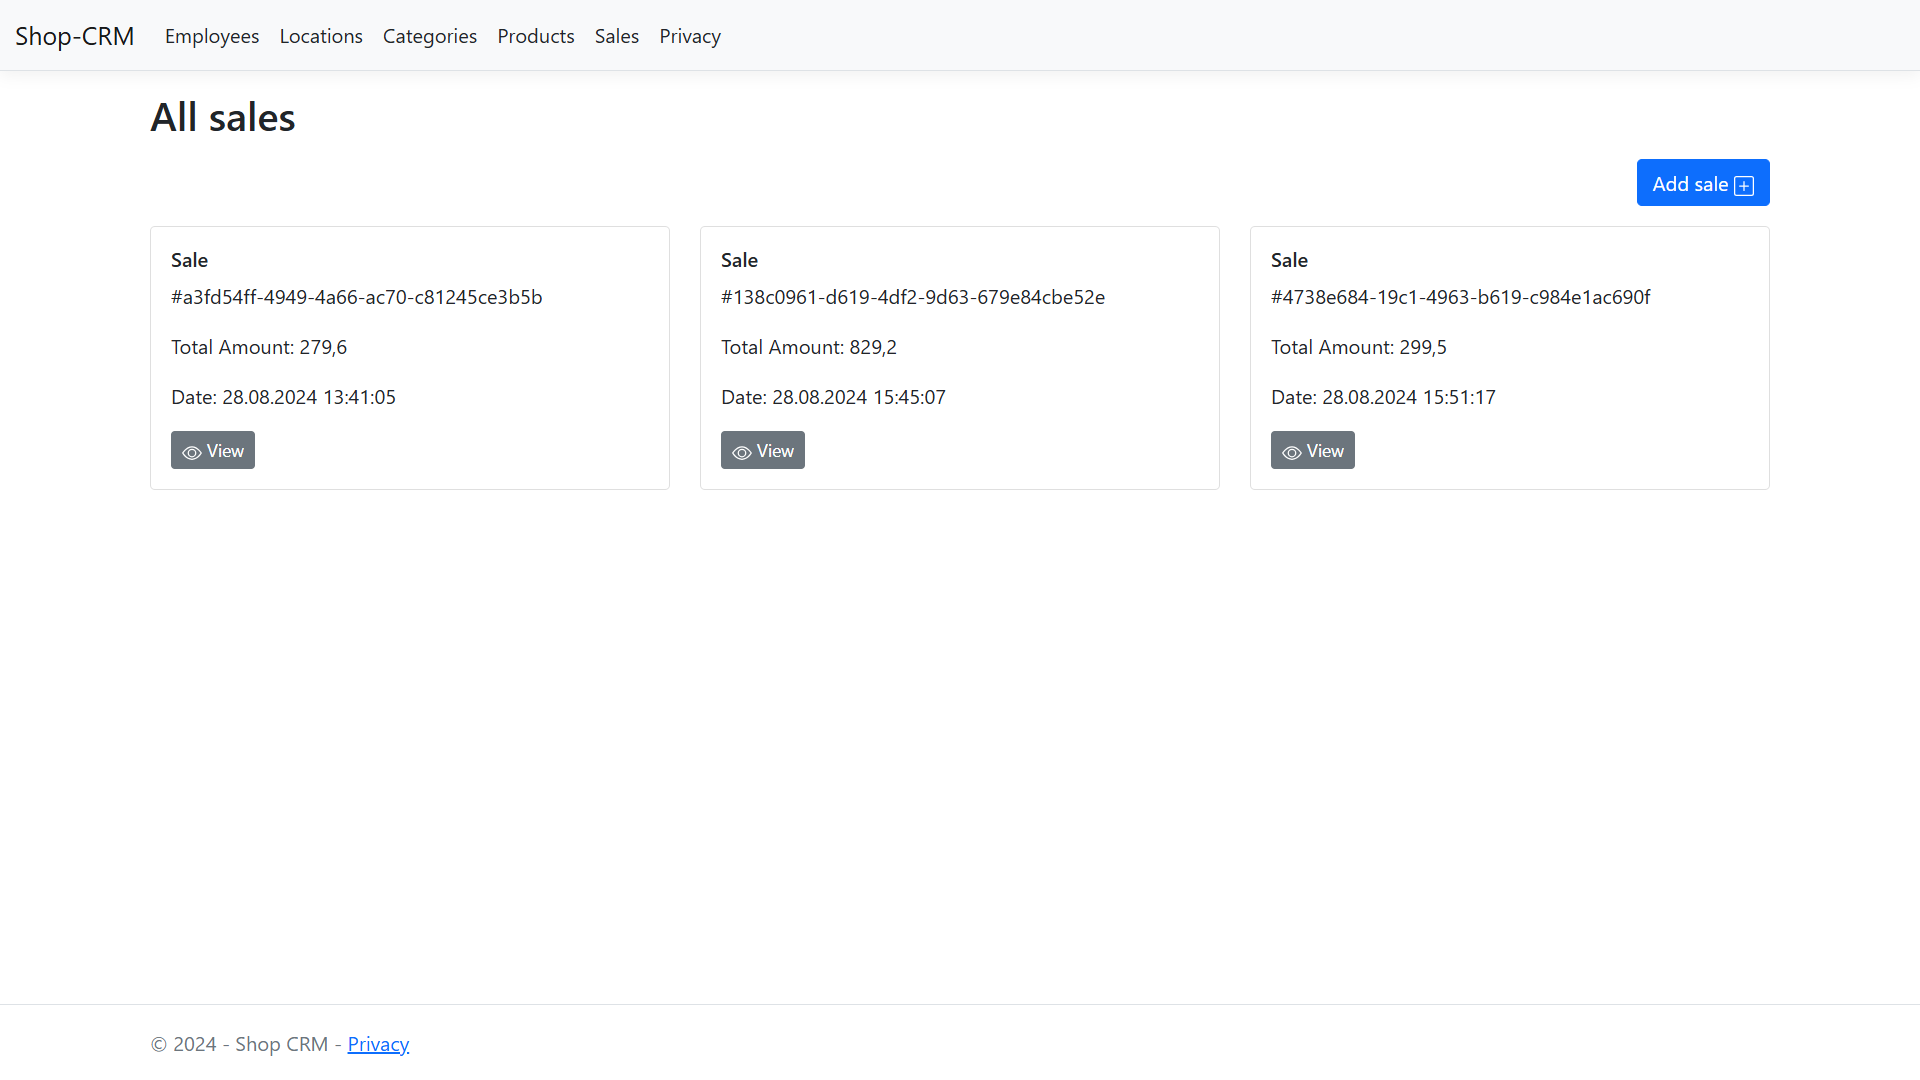 Shop-CRM Employees Locations Categories Products Sales Privacy
All sales
Add sale
Sale
#a3fd54ff-4949-4a66-ac70-c81245ce3b5b
Total Amount: 279,6
Date: 28.08.2024 13:41:05
View
Sale
#138c0961-d619-4df2-9d63-679e84cbe52e
Total Amount: 829,2
Date: 28.08.2024 15:45:07
View
Sale
#4738e684-19c1-4963-b619-c984e1ac690f
Total Amount: 299,5
Date: 28.08.2024 15:51:17
View
© 2024 - Shop CRM - Privacy